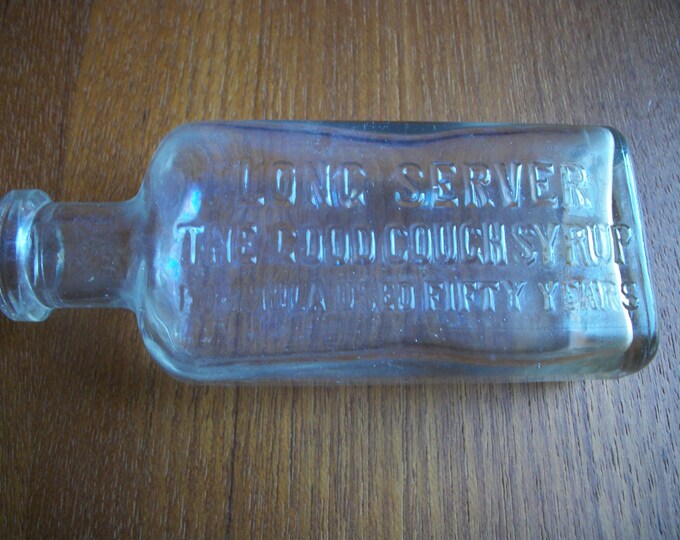 LONG SERVER
THE GOOD COUGH SYRUP
USED FIFTY YEARS